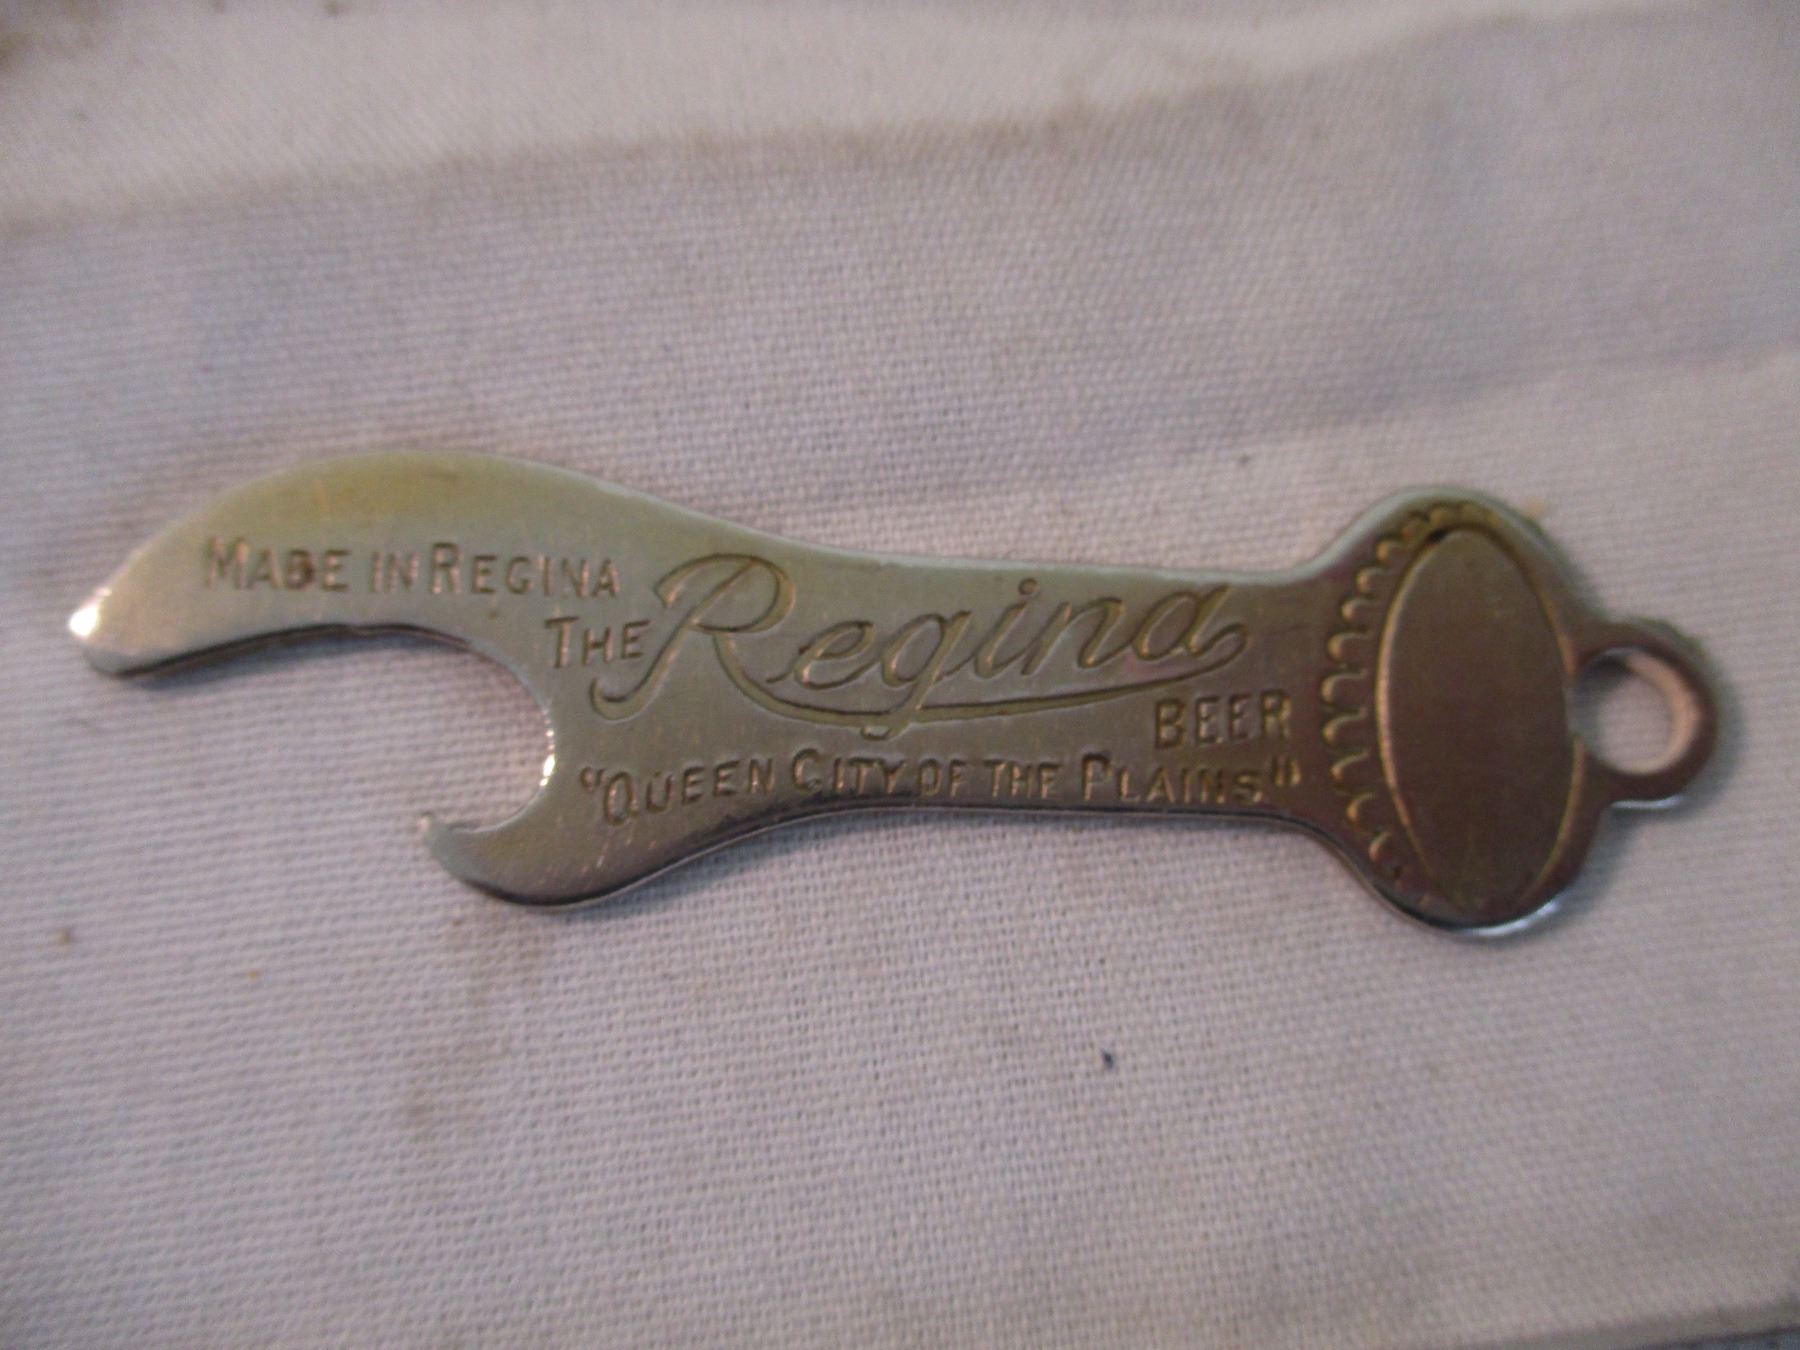 MADE IN REGINA
THE Regina
BEER
"QUEEN CITY OF THE PLAINS"